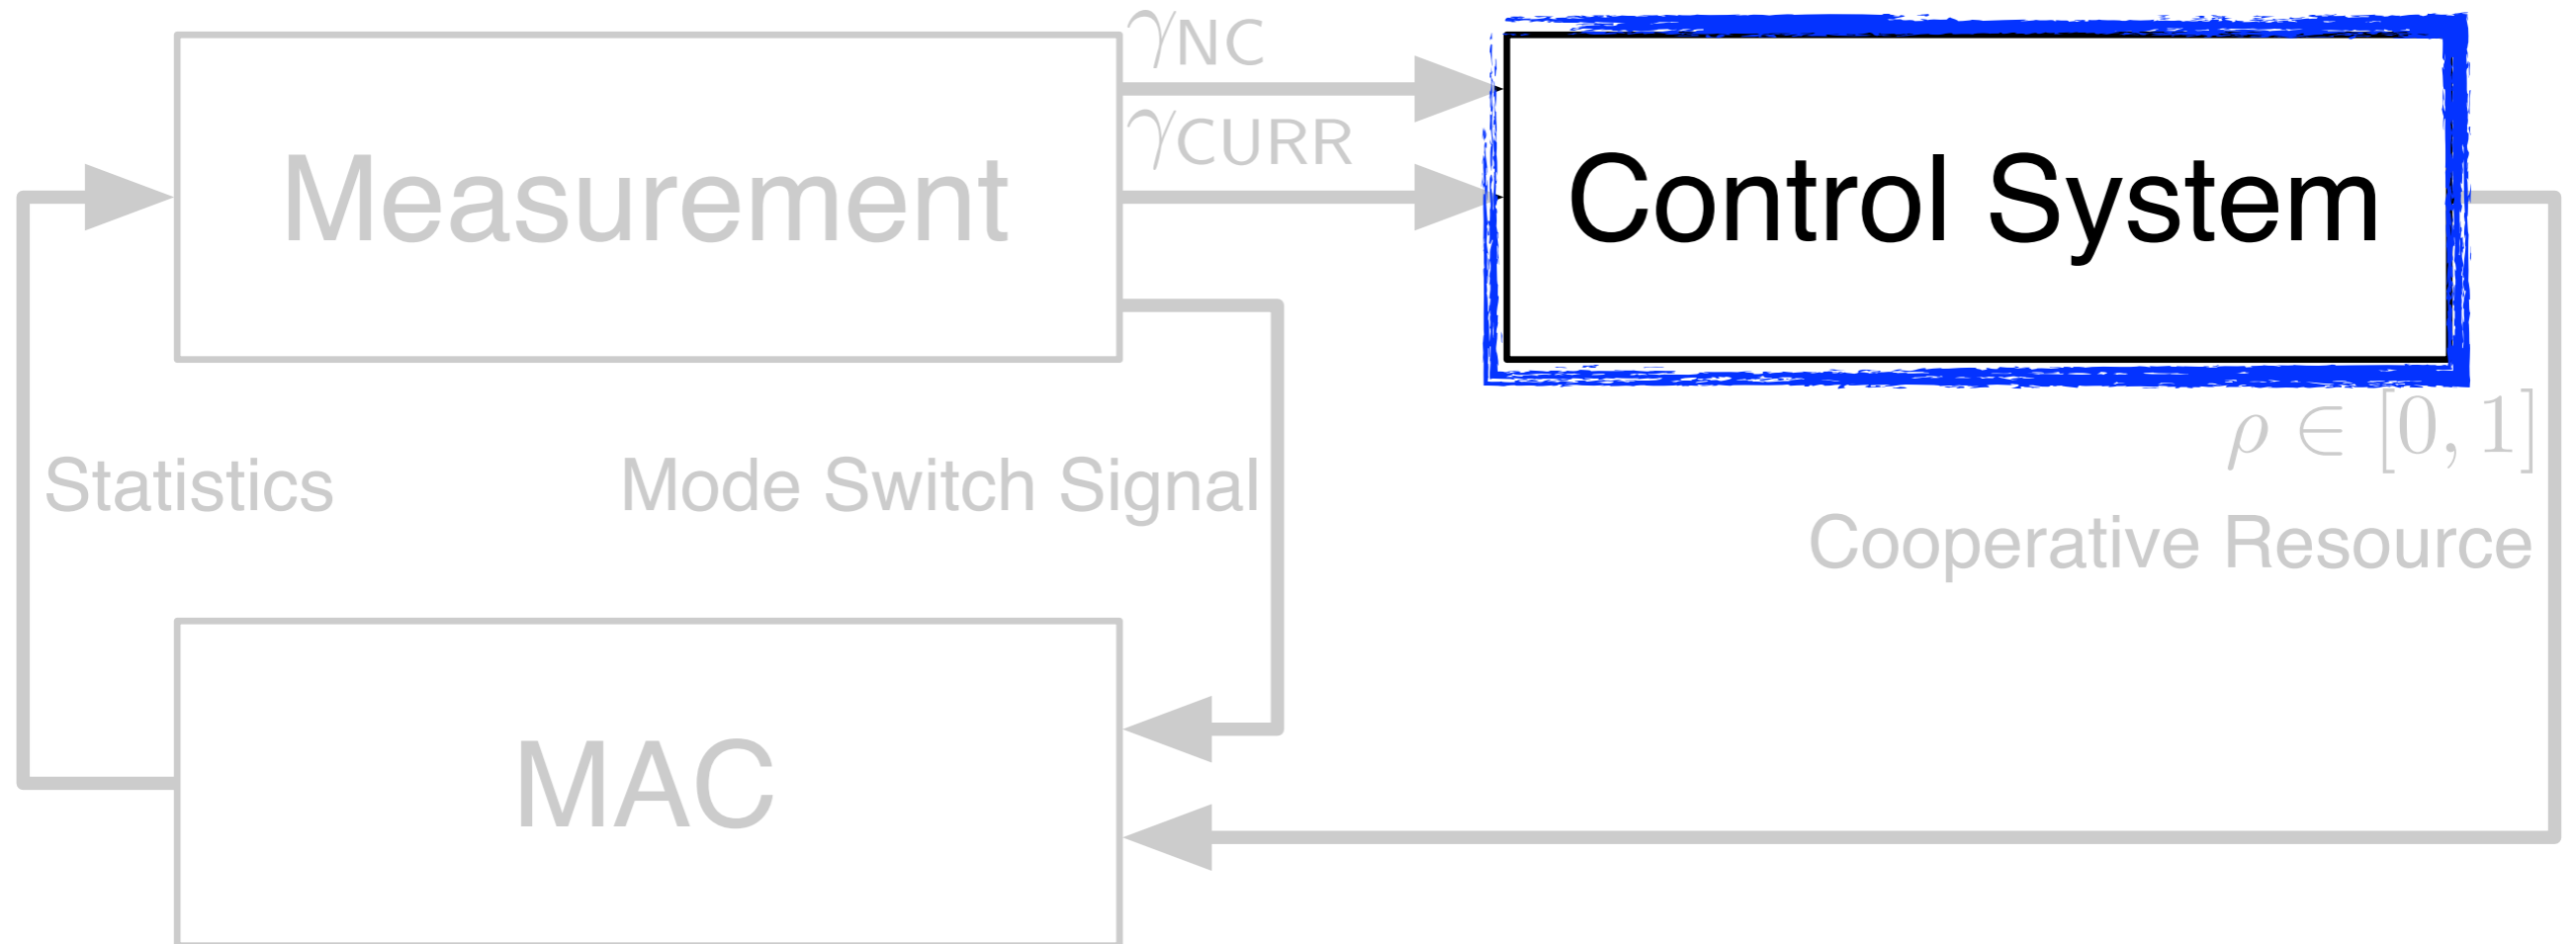 γNC
γCURR
Measurement
Control System
ρ ∈ [0, 1]
Statistics
Mode Switch Signal
Cooperative Resource
MAC